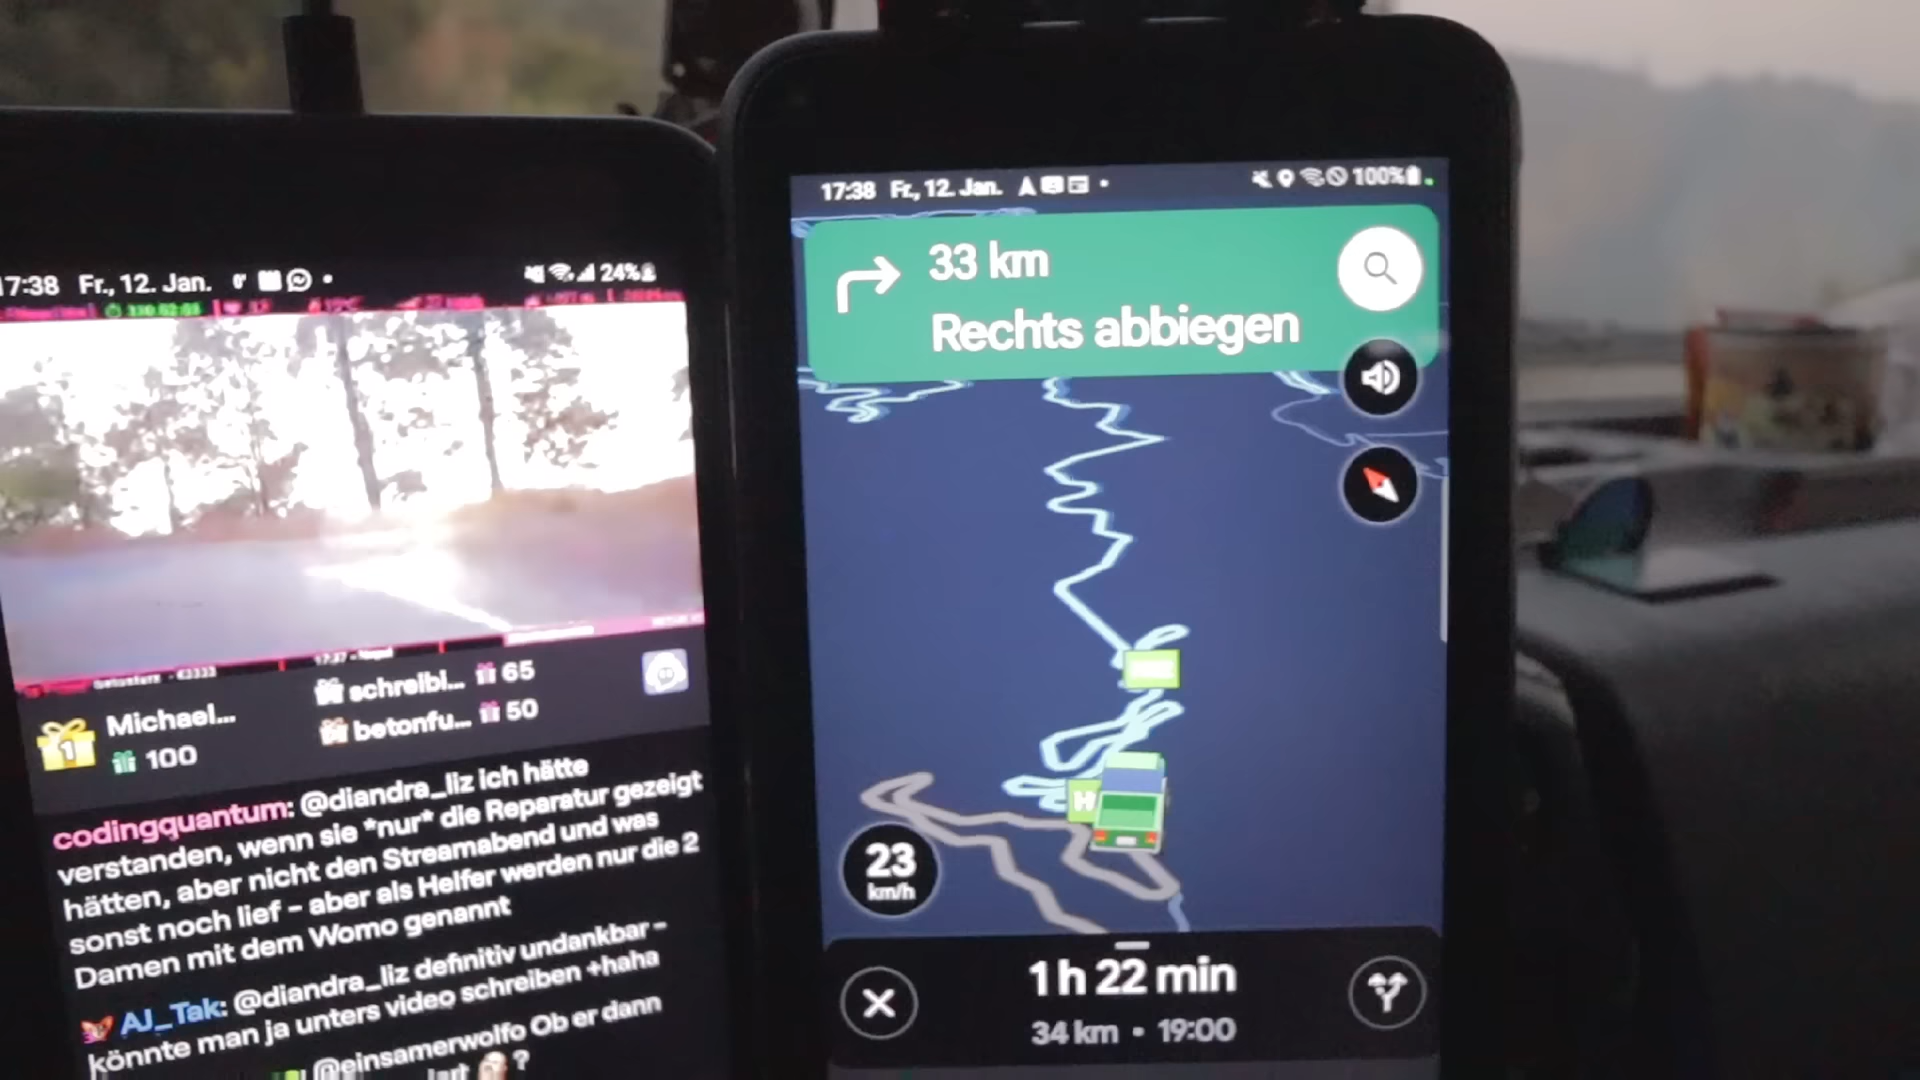 17:38 Fr., 12. Jan.
24%
Michael...
100
schreibi... 65
betonfu... 50
codingquantum: @diandra_liz ich hätte
verstanden, wenn sie *nur* die Reparatur gezeigt
hätten, aber nicht den Streamabend und was
sonst noch lief - aber als Helfer werden nur die 2
Damen mit dem Womo genannt
AJ_Tak: @diandra_liz definitiv undankbar -
könnte man ja unters video schreiben +haha
@einsamerwolfo Ob er dann
?
17:38 Fr., 12. Jan.
100%
33 km
Rechts abbiegen
H
23
km/h
1 h 22 min
34 km • 19:00